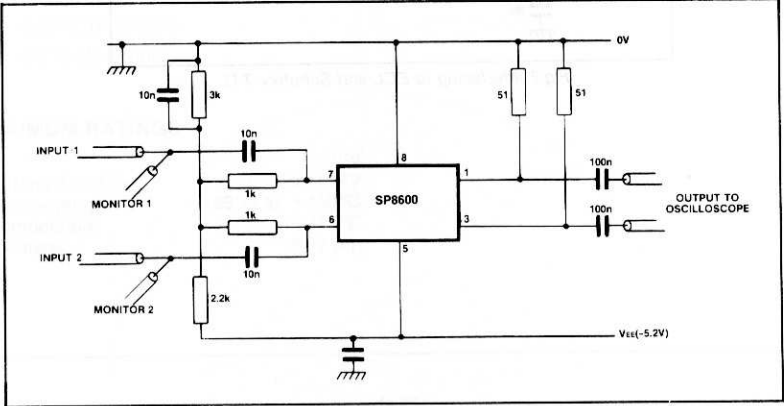 0V
10n
3k
51
51
10n
INPUT 1
MONITOR 1
1k
7
8
1
100n
SP8600
OUTPUT TO
OSCILLOSCOPE
1k
6
3
100n
5
INPUT 2
10n
MONITOR 2
2.2k
VEE(-5.2V)